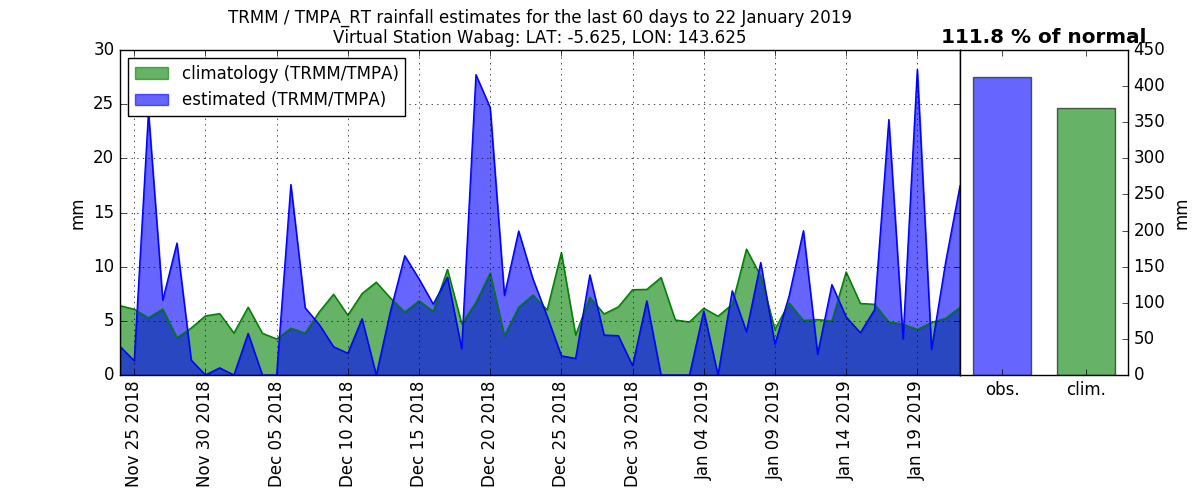 TRMM / TMPA_RT rainfall estimates for the last 60 days to 22 January 2019
Virtual Station Wabag: LAT: -5.625, LON: 143.625
111.8 % of normal
climatology (TRMM/TMPA)
estimated (TRMM/TMPA)
30
25
20
15
10
5
0
mm
Nov 25 2018
Nov 30 2018
Dec 05 2018
Dec 10 2018
Dec 15 2018
Dec 20 2018
Dec 25 2018
Dec 30 2018
Jan 04 2019
Jan 09 2019
Jan 14 2019
Jan 19 2019
450
400
350
300
250
200
150
100
50
0
mm
obs.
clim.